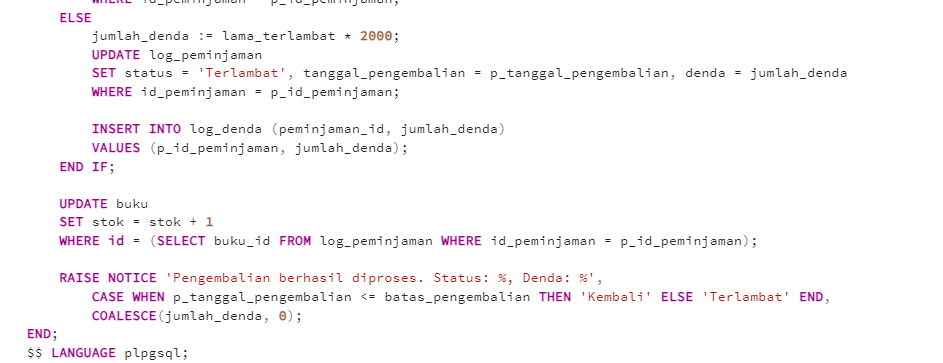 WHERE id_peminjaman = p_id_peminjaman;
ELSE
jumlah_denda := lama_terlambat * 2000;
UPDATE log_peminjaman
SET status = 'Terlambat', tanggal_pengembalian = p_tanggal_pengembalian, denda = jumlah_denda
WHERE id_peminjaman = p_id_peminjaman;
INSERT INTO log_denda (peminjaman_id, jumlah_denda)
VALUES (p_id_peminjaman, jumlah_denda);
END IF;
UPDATE buku
SET stok = stok + 1
WHERE id = (SELECT buku_id FROM log_peminjaman WHERE id_peminjaman = p_id_peminjaman);
RAISE NOTICE 'Pengembalian berhasil diproses. Status: %, Denda: %',
CASE WHEN p_tanggal_pengembalian <= batas_pengembalian THEN 'Kembali' ELSE 'Terlambat' END,
COALESCE(jumlah_denda, 0);
END;
$$ LANGUAGE plpgsql;